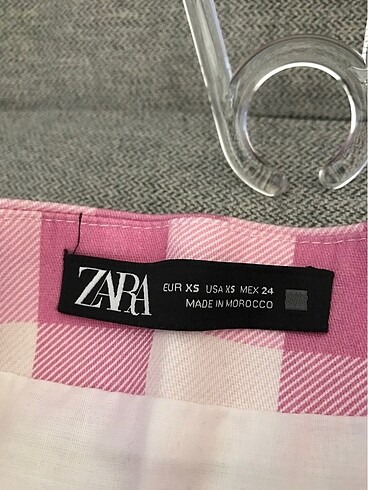 ZARA
EUR XS USA XS MEX 24
MADE IN MOROCCO